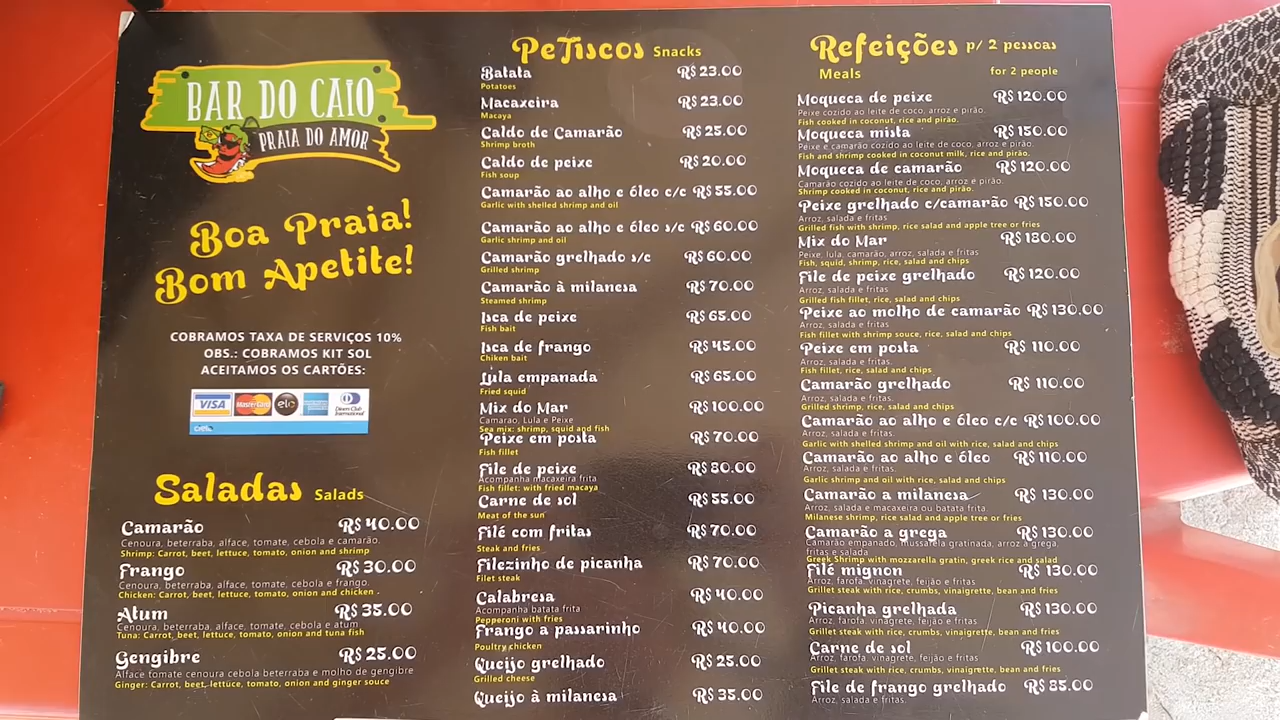 BAR DO CAIO
PRAIA DO AMOR
Boa Praia!
Bom Apetite!
COBRAMOS TAXA DE SERVIÇOS 10%
OBS.: COBRAMOS KIT SOL
ACEITAMOS OS CARTÕES:
VISA MasterCard elo AMERICAN EXPRESS Diners Club International
cielo
Saladas Salads
Camarão R$ 40.00
Cenoura, beterraba, alface, tomate, cebola e camarão.
Shrimp: Carrot, beet, lettuce, tomato, onion and shrimp
Frango R$ 30.00
Cenoura, beterraba, alface, tomate, cebola e frango.
Chicken: Carrot, beet, lettuce, tomato, onion and chicken .
Atum R$ 35.00
Cenoura, beterraba, alface, tomate, cebola e atum
Tuna: Carrot, beet, lettuce, tomato, onion and tuna fish
Gengibre R$ 25.00
Alface tomate cenoura cebola beterraba e molho de gengibre
Ginger: Carrot, beet, lettuce, tomato, onion and ginger souce
Petiscos Snacks
Batata R$ 23.00
Potatoes
Macaxeira R$ 23.00
Macaya
Caldo de Camarão R$ 25.00
Shrimp broth
Caldo de peixe R$ 20.00
Fish soup
Camarão ao alho e óleo c/c R$ 55.00
Garlic with shelled shrimp and oil
Camarão ao alho e óleo s/c R$ 60.00
Garlic shrimp and oil
Camarão grelhado s/c R$ 60.00
Grilled shrimp
Camarão à milanesa R$ 70.00
Steamed shrimp
Isca de peixe R$ 65.00
Fish bait
Isca de frango R$ 45.00
Chiken bait
Lula empanada R$ 65.00
Fried squid
Mix do Mar R$ 100.00
Camarão, Lula e Peixe
Sea mix: shrimp, squid and fish
Peixe em posta R$ 70.00
Fish fillet
File de peixe R$ 80.00
Acompanha macaxeira frita
Fish fillet: with fried macaya
Carne de sol R$ 55.00
Meat of the sun
Filé com fritas R$ 70.00
Steak and fries
Filezinho de picanha R$ 70.00
Filet steak
Calabresa R$ 40.00
Acompanha batata frita
Pepperoni with fries
Frango a passarinho R$ 40.00
Poultry chicken
Queijo grelhado R$ 25.00
Grilled cheese
Queijo à milanesa R$ 35.00
Refeições p/ 2 pessoas
Meals for 2 people
Moqueca de peixe R$ 120.00
Peixe cozido ao leite de coco, arroz e pirão.
Fish cooked in coconut, rice and pirão.
Moqueca mista R$ 150.00
Peixe e camarão cozido ao leite de coco, arroz e pirão.
Fish and shrimp cooked in coconut milk, rice and pirão.
Moqueca de camarão R$ 120.00
Camarão cozido ao leite de coco, arroz e pirão.
Shrimp cooked in coconut, rice and pirão.
Peixe grelhado c/camarão R$ 150.00
Arroz, salada e fritas
Grilled fish with shrimp, rice salad and apple tree or fries
Mix do Mar R$ 180.00
Peixe, lula, camarão, arroz, salada e fritas
Fish, squid, shrimp, rice, salad and chips
File de peixe grelhado R$ 120.00
Arroz, salada e fritas
Grilled fish fillet, rice, salad and chips
Peixe ao molho de camarão R$ 130.00
Arroz, salada e fritas
Fish fillet with shrimp souce, rice, salad and chips
Peixe em posta R$ 110.00
Arroz, salada e fritas.
Fish fillet, rice, salad and chips
Camarão grelhado R$ 110.00
Arroz, salada e fritas.
Grilled shrimp, rice, salad and chips
Camarão ao alho e óleo c/c R$ 100.00
Arroz, salada e fritas.
Garlic with shelled shrimp and oil with rice, salad and chips
Camarão ao alho e óleo R$ 110.00
Arroz, salada e fritas.
Garlic shrimp and oil with rice, salad and chips
Camarão a milanesa R$ 130.00
Arroz, salada e macaxeira ou batata frita.
Milanese shrimp, rice salad and apple tree or fries
Camarão a grega R$ 130.00
Camarão empanado, mussarela gratinada, arroz a grega,
fritas e salada
Greek Shrimp with mozzarella gratin, greek rice and salad
Filé mignon R$ 130.00
Arroz, farofa, vinagrete, feijão e fritas
Grillet steak with rice, crumbs, vinaigrette, bean and fries
Picanha grelhada R$ 130.00
Arroz, farofa, vinagrete, feijão e fritas
Grillet steak with rice, crumbs, vinaigrette, bean and fries
Carne de sol R$ 100.00
Arroz, farofa, vinagrete, feijão e fritas
Grillet steak with rice, crumbs, vinaigrette, bean and fries
File de frango grelhado R$ 85.00
Arroz, salada e fritas.